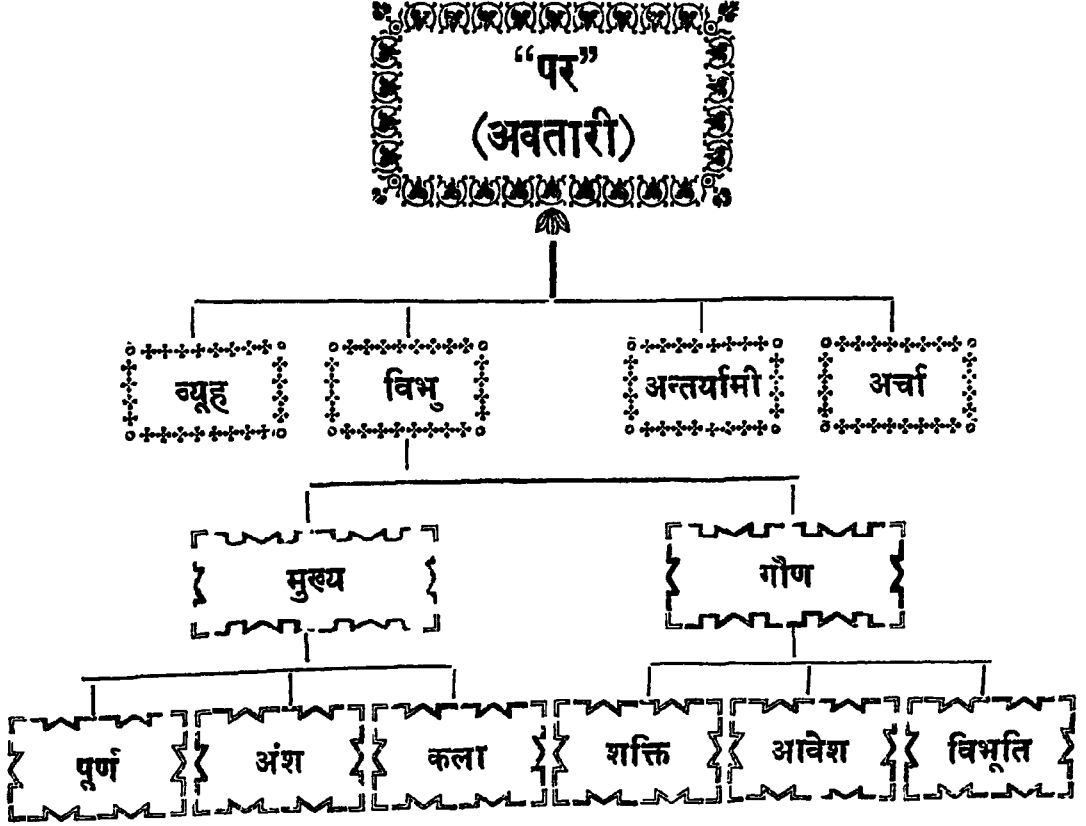 “पर”
(अवतारी)
व्यूह
विभु
अन्तर्यामी
अर्चा
मुख्य
गौण
पूर्ण
अंश
कला
शक्ति
आवेश
विभूति